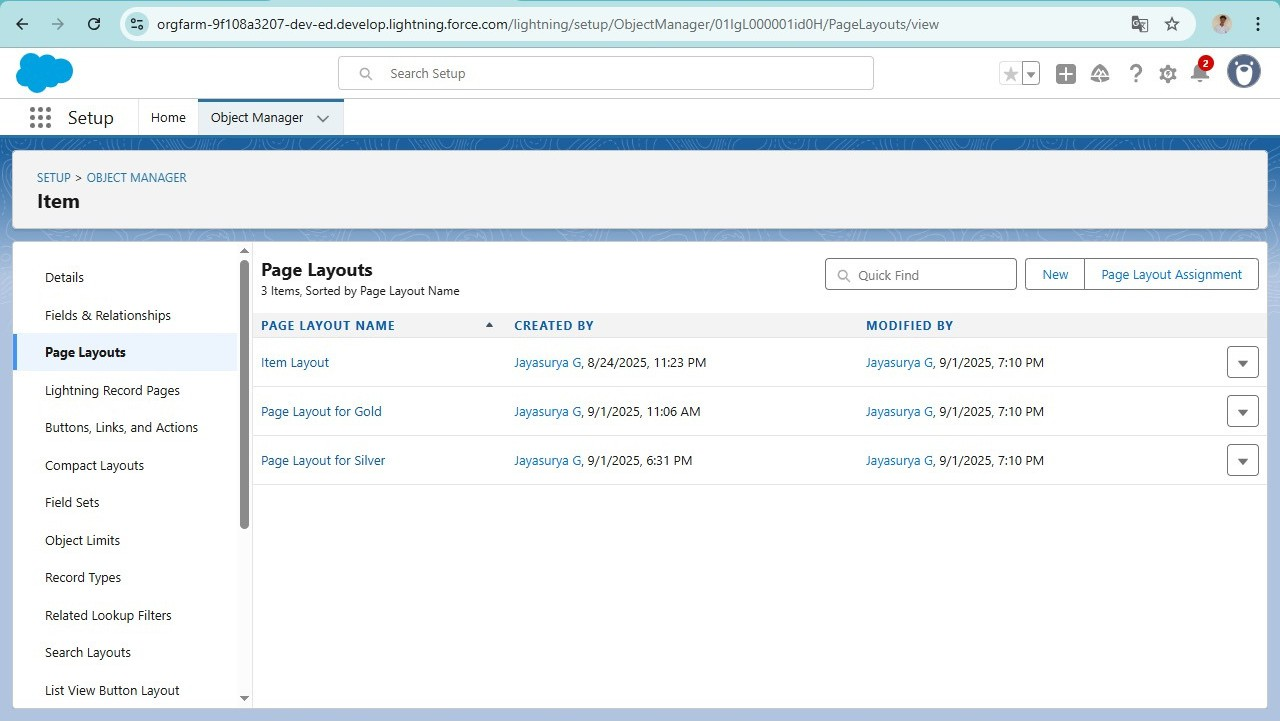 orgfarm-9f108a3207-dev-ed.develop.lightning.force.com/lightning/setup/ObjectManager/01IgL000001id0H/PageLayouts/view
Search Setup
2
Setup
Home
Object Manager
SETUP > OBJECT MANAGER
Item
Details
Fields & Relationships
Page Layouts
Lightning Record Pages
Buttons, Links, and Actions
Compact Layouts
Field Sets
Object Limits
Record Types
Related Lookup Filters
Search Layouts
List View Button Layout
Page Layouts
3 Items, Sorted by Page Layout Name
Quick Find
New
Page Layout Assignment
PAGE LAYOUT NAME CREATED BY MODIFIED BY
Item Layout Jayasurya G, 8/24/2025, 11:23 PM Jayasurya G, 9/1/2025, 7:10 PM
Page Layout for Gold Jayasurya G, 9/1/2025, 11:06 AM Jayasurya G, 9/1/2025, 7:10 PM
Page Layout for Silver Jayasurya G, 9/1/2025, 6:31 PM Jayasurya G, 9/1/2025, 7:10 PM